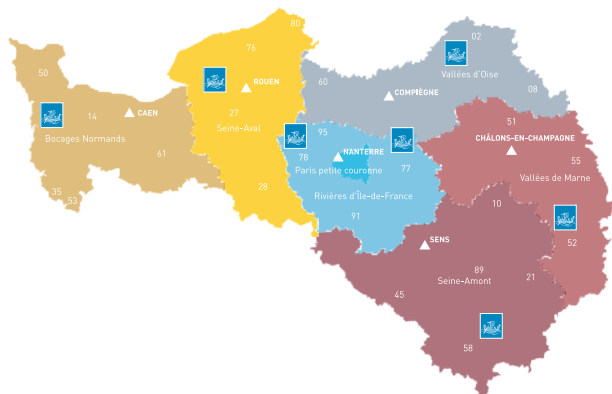 80
02
76
50
Vallées d'Oise
60
ROUEN
08
COMPIÈGNE
27
14
CAEN
51
Seine-Aval
95
Bocages Normands
CHÂLONS-EN-CHAMPAGNE
61
78
NANTERRE
55
Paris petite couronne
77
Vallées de Marne
28
35
53
Rivières d'Île-de-France
10
91
SENS
52
89
21
Seine-Amont
45
58